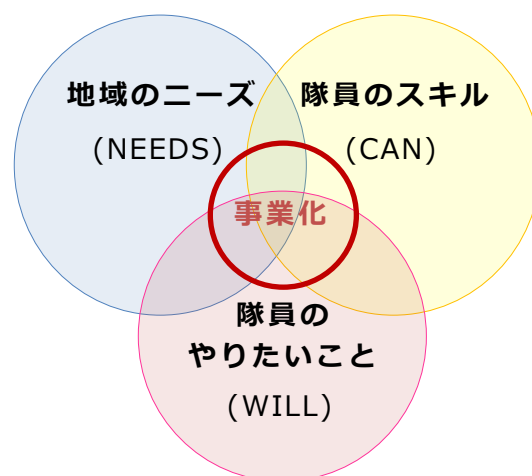 地域のニーズ
(NEEDS)
隊員のスキル
(CAN)
事業化
隊員の
やりたいこと
(WILL)